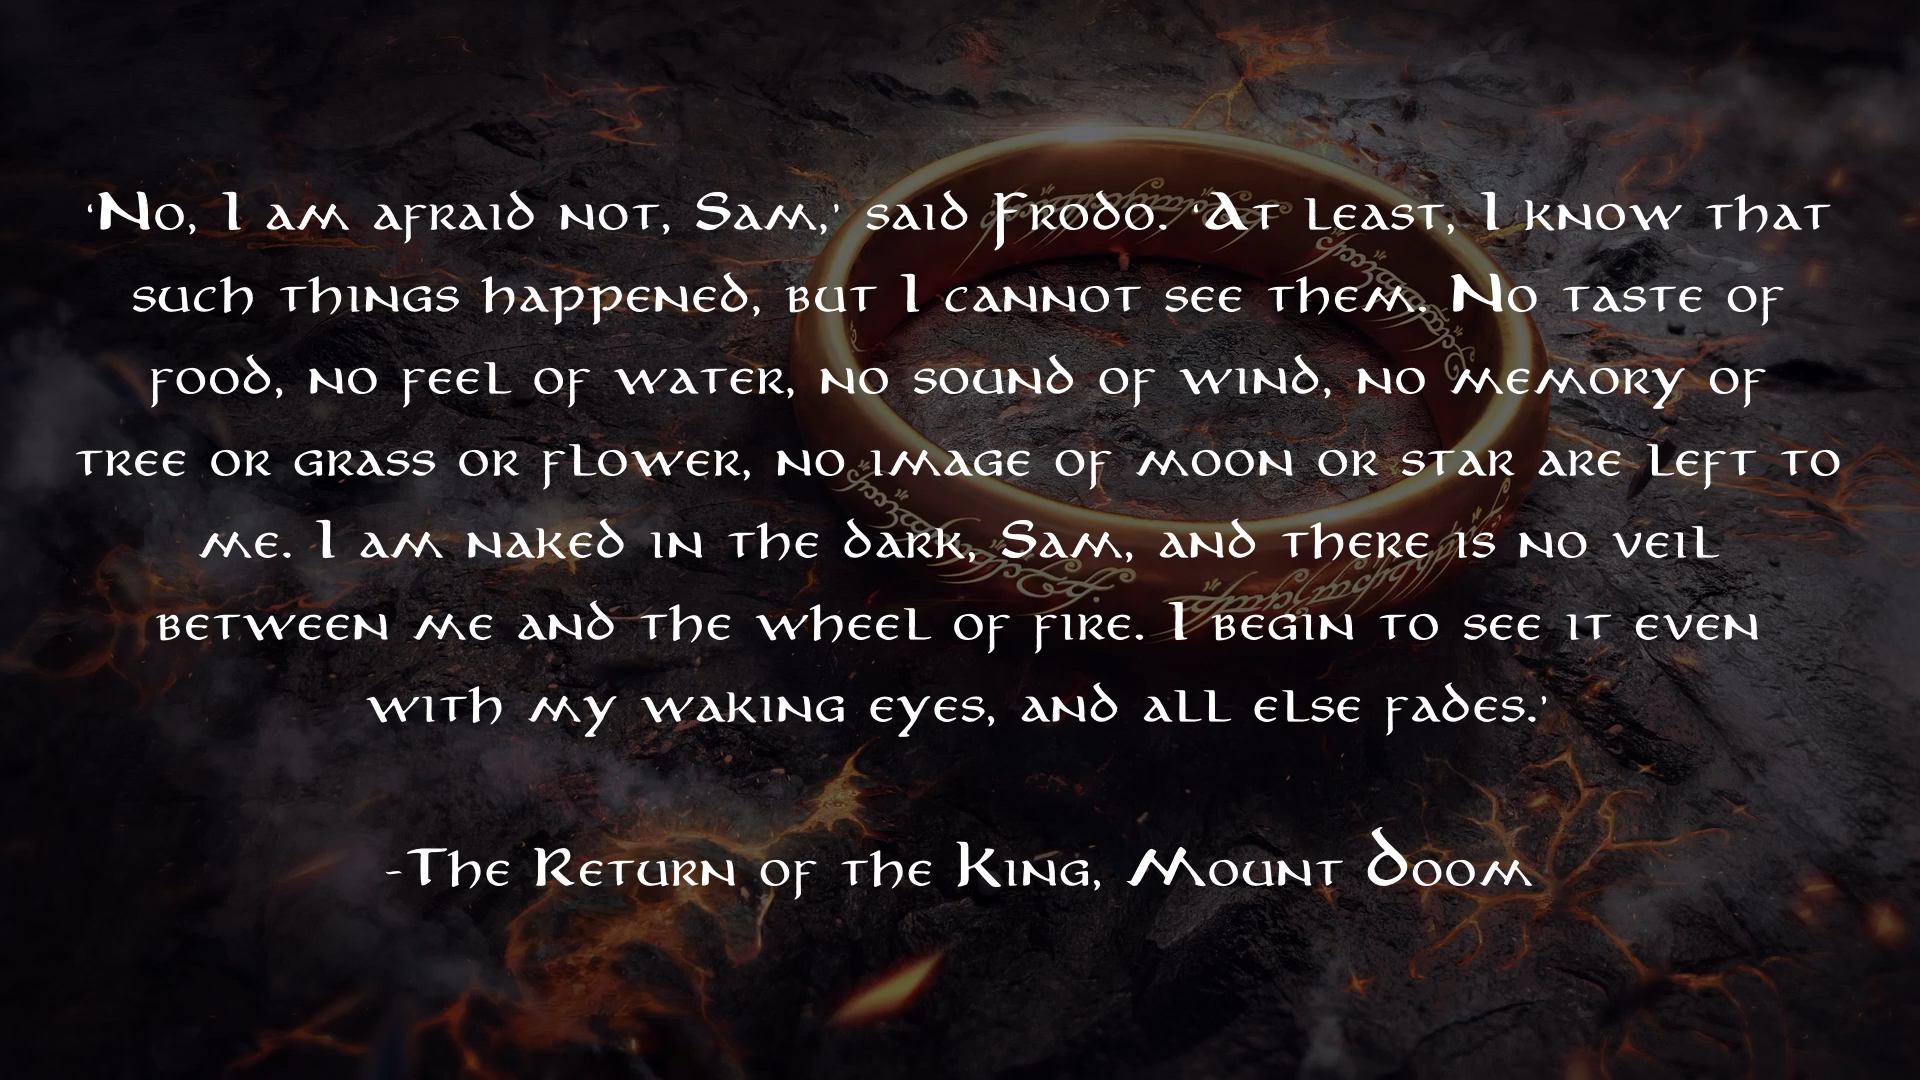 ‘No, I am afraid not, Sam,’ said Frodo. ‘At least, I know that
such things happened, but I cannot see them. No taste of
food, no feel of water, no sound of wind, no memory of
tree or grass or flower, no image of moon or star are left to
me. I am naked in the dark, Sam, and there is no veil
between me and the wheel of fire. I begin to see it even
with my waking eyes, and all else fades.’
-The Return of the King, Mount Doom